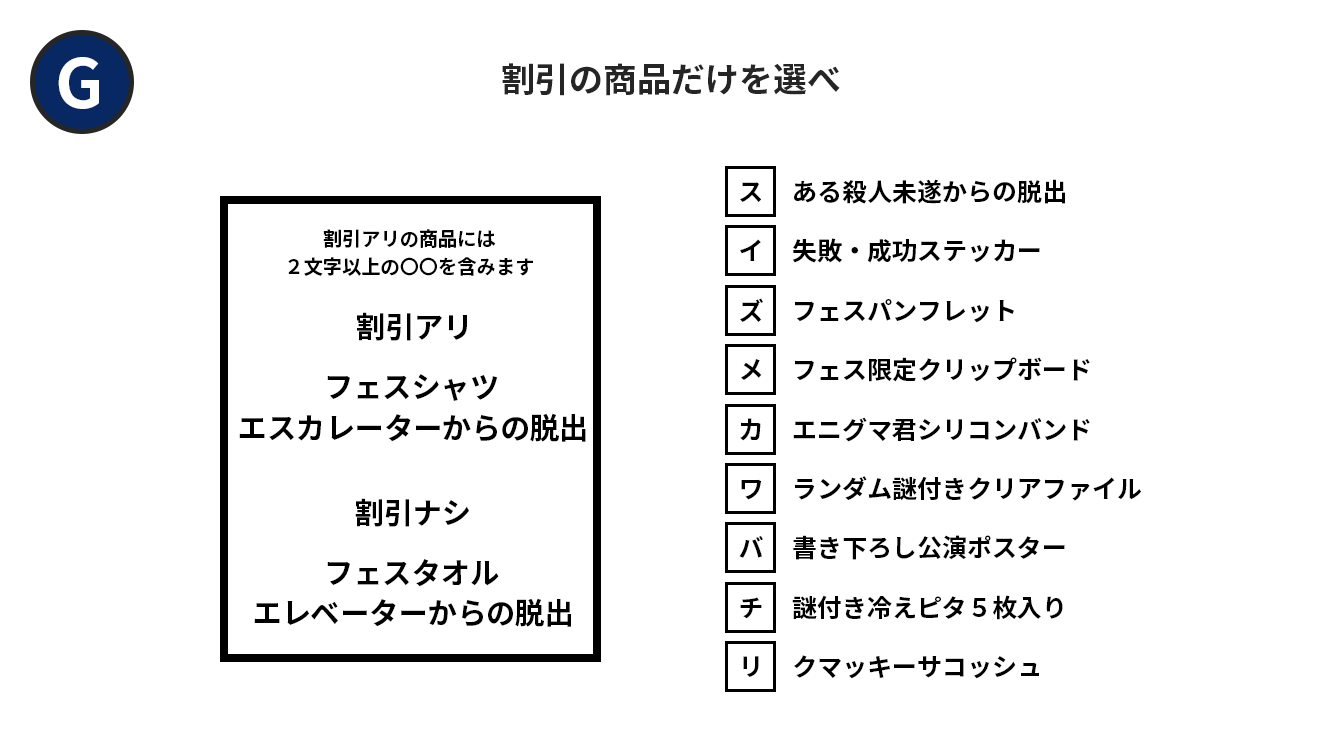 G
割引の商品だけを選べ
割引アリの商品には
２文字以上の〇〇を含みます
割引アリ
フェスシャツ
エスカレーターからの脱出
割引ナシ
フェスタオル
エレベーターからの脱出
ス ある殺人未遂からの脱出
イ 失敗・成功ステッカー
ズ フェスパンフレット
メ フェス限定クリップボード
カ エニグマ君シリコンバンド
ワ ランダム謎付きクリアファイル
バ 書き下ろし公演ポスター
チ 謎付き冷えピタ５枚入り
リ クマッキーサコッシュ